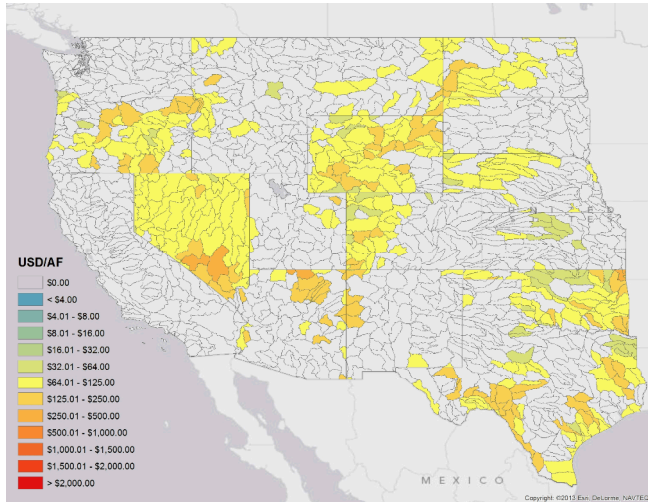 UNITED
USD/AF
$0.00
< $4.00
$4.01 - $8.00
$8.01 - $16.00
$16.01 - $32.00
$32.01 - $64.00
$64.01 - $125.00
$125.01 - $250.00
$250.01 - $500.00
$500.01 - $1,000.00
$1,000.01 - $1,500.00
$1,500.01 - $2,000.00
> $2,000.00
MEXICO
Copyright: ©2013 Esri, DeLorme, NAVTEQ